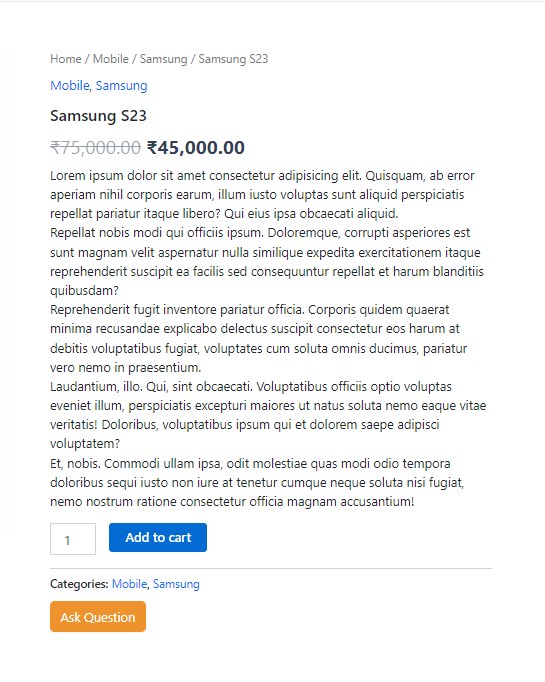 Home / Mobile / Samsung / Samsung S23
Mobile, Samsung
Samsung S23
₹75,000.00 ₹45,000.00
Lorem ipsum dolor sit amet consectetur adipisicing elit. Quisquam, ab error
aperiam nihil corporis earum, illum iusto voluptas sunt aliquid perspiciatis
repellat pariatur itaque libero? Qui eius ipsa obcaecati aliquid.
Repellat nobis modi qui officiis ipsum. Doloremque, corrupti asperiores est
sunt magnam velit aspernatur nulla similique expedita exercitationem itaque
reprehenderit suscipit ea facilis sed consequuntur repellat et harum blanditiis
quibusdam?
Reprehenderit fugit inventore pariatur officia. Corporis quidem quaerat
minima recusandae explicabo delectus suscipit consectetur eos harum at
debitis voluptatibus fugiat, voluptates cum soluta omnis ducimus, pariatur
vero nemo in praesentium.
Laudantium, illo. Qui, sint obcaecati. Voluptatibus officiis optio voluptas
eveniet illum, perspiciatis excepturi maiores ut natus soluta nemo eaque vitae
veritatis! Doloribus, voluptatibus ipsum qui et dolorem saepe adipisci
voluptatem?
Et, nobis. Commodi ullam ipsa, odit molestiae quas modi odio tempora
doloribus sequi iusto non iure at tenetur cumque neque soluta nisi fugiat,
nemo nostrum ratione consectetur officia magnam accusantium!
1 Add to cart
Categories: Mobile, Samsung
Ask Question